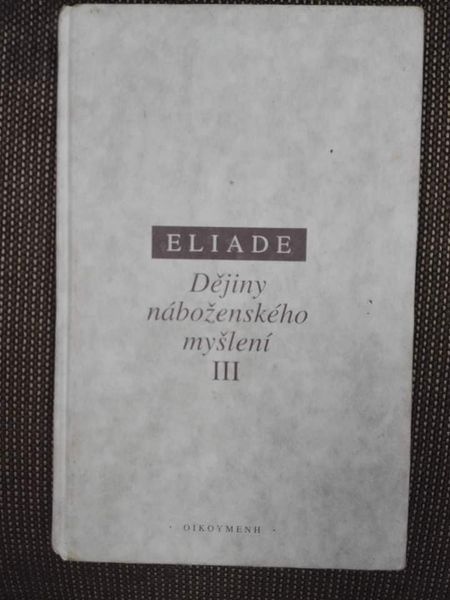 ELIADE
Dějiny
náboženského
myšlení
III
· OIKOYMENH ·